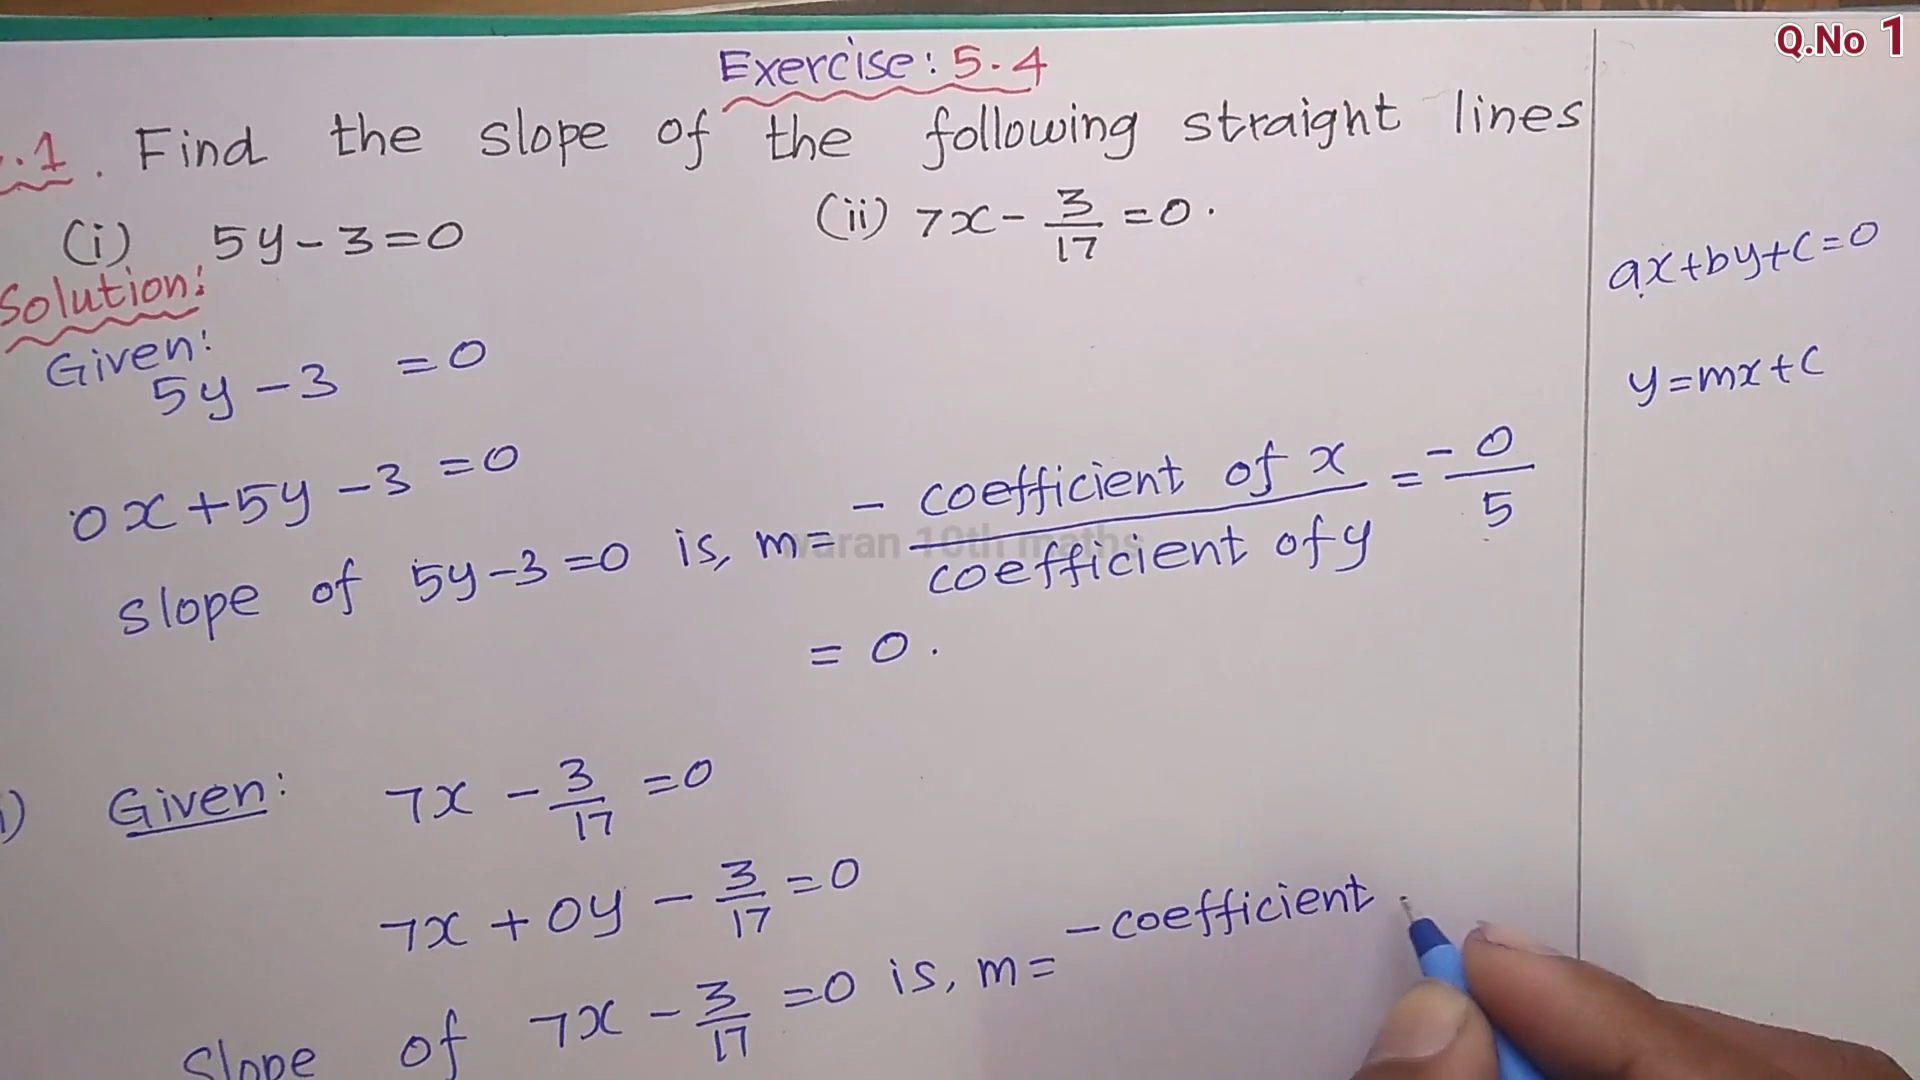 Q.No 1
Exercise: 5.4
.1. Find the slope of the following straight lines
(i) 5y-3=0 (ii) 7x - 3/17 = 0.
Solution:
Given:
5y - 3 = 0
0x + 5y - 3 = 0
slope of 5y-3=0 is, m = - coefficient of x / coefficient of y = - 0/5
= 0.
ax+by+c=0
y=mx+c
varan 10th maths
i) Given: 7x - 3/17 = 0
7x + 0y - 3/17 = 0
Slope of 7x - 3/17 = 0 is, m = - coefficient